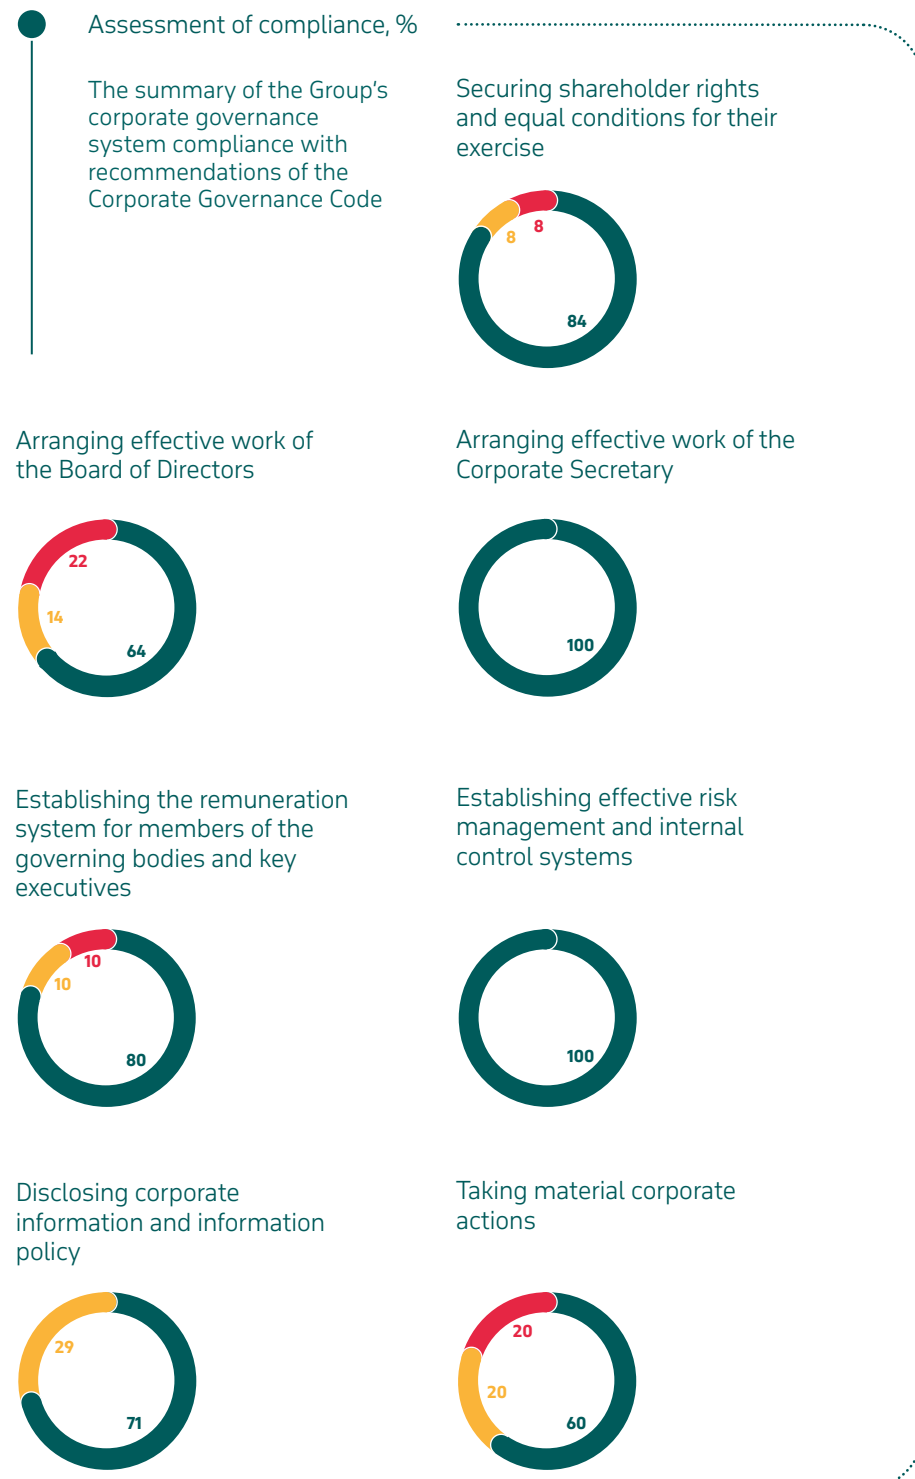 Assessment of compliance, %
The summary of the Group's
corporate governance
system compliance with
recommendations of the
Corporate Governance Code
Securing shareholder rights
and equal conditions for their
exercise
8
8
84
Arranging effective work of
the Board of Directors
22
14
64
Arranging effective work of the
Corporate Secretary
100
Establishing the remuneration
system for members of the
governing bodies and key
executives
10
10
80
Establishing effective risk
management and internal
control systems
100
Disclosing corporate
information and information
policy
29
71
Taking material corporate
actions
20
20
60